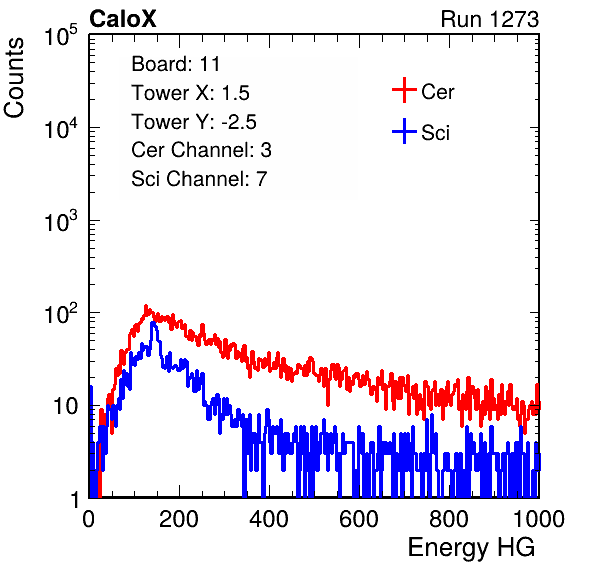 CaloX Run 1273
Counts
Board: 11
Tower X: 1.5
Tower Y: -2.5
Cer Channel: 3
Sci Channel: 7
Cer
Sci
10^5
10^4
10^3
10^2
10
1
0 200 400 600 800 1000
Energy HG